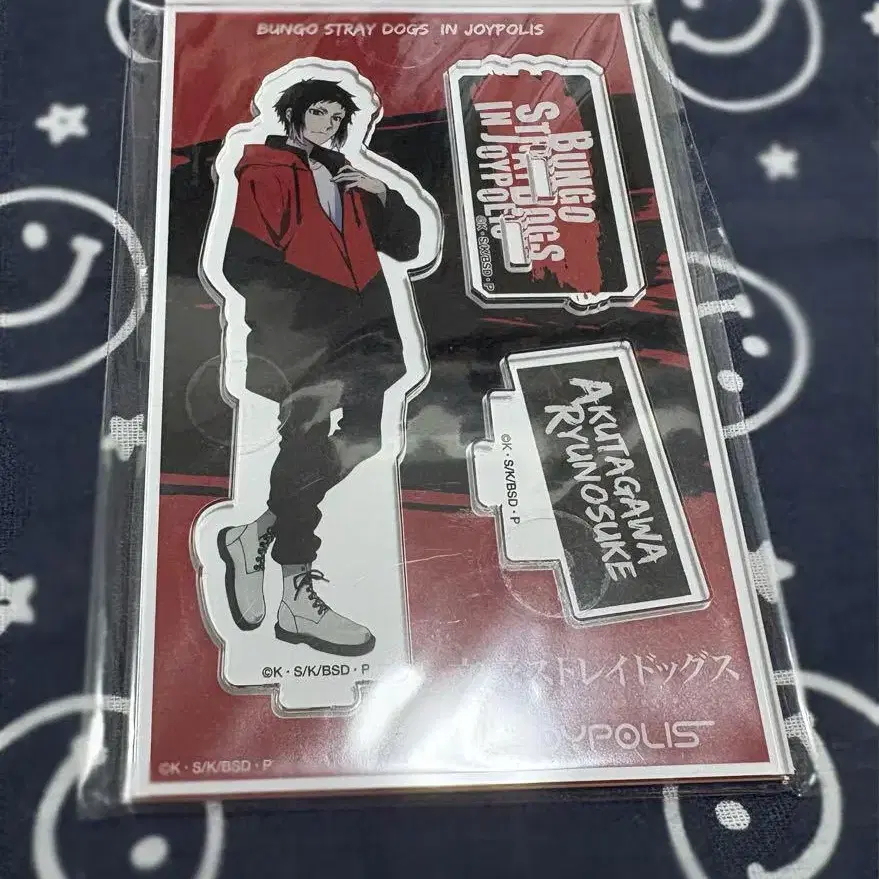 BUNGO STRAY DOGS IN JOYPOLIS
BUNGO
STRAY DOGS
IN JOYPOLIS
©K・S/K/BSD・P
AKUTAGAWA
RYUNOSUKE
©K・S/K/BSD・P
©K・S/K/BSD・P
ストレイドッグス
JOYPOLIS
©K・S/K/BSD・P